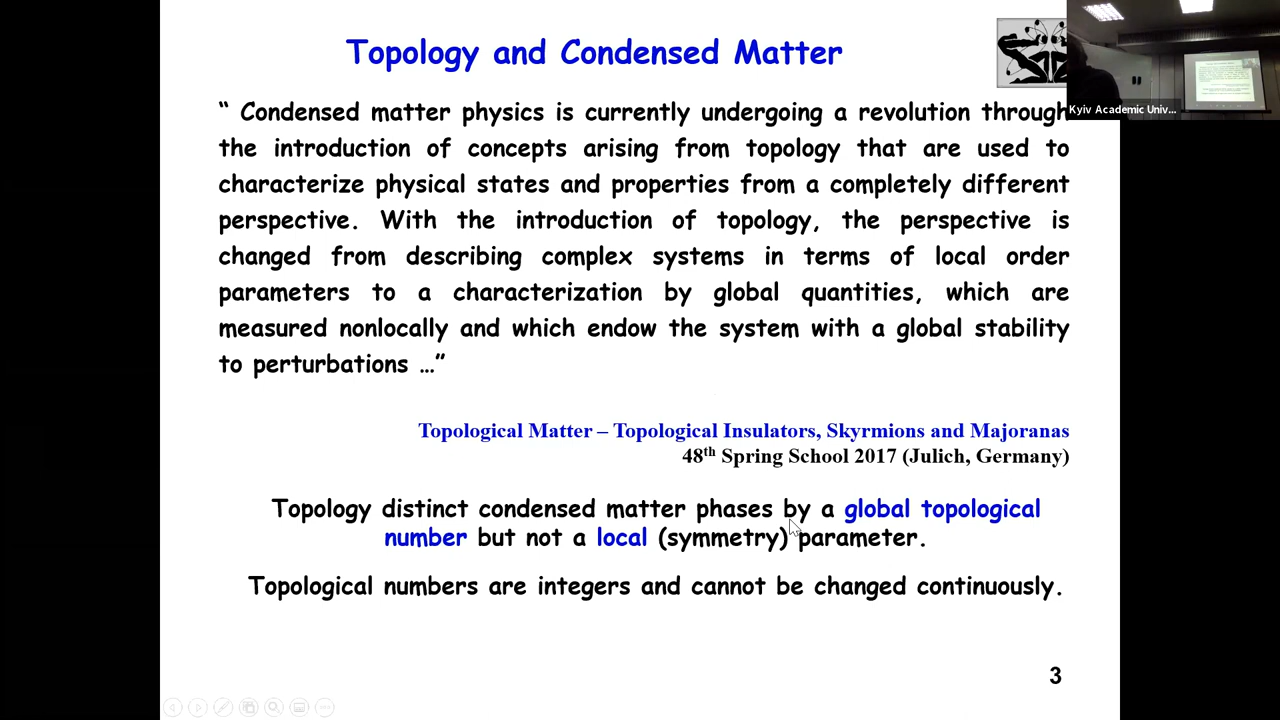 Topology and Condensed Matter
Kyiv Academic Univ...
“ Condensed matter physics is currently undergoing a revolution through
the introduction of concepts arising from topology that are used to
characterize physical states and properties from a completely different
perspective. With the introduction of topology, the perspective is
changed from describing complex systems in terms of local order
parameters to a characterization by global quantities, which are
measured nonlocally and which endow the system with a global stability
to perturbations …”
Topological Matter – Topological Insulators, Skyrmions and Majoranas
48th Spring School 2017 (Julich, Germany)
Topology distinct condensed matter phases by a global topological
number but not a local (symmetry) parameter.
Topological numbers are integers and cannot be changed continuously.
3